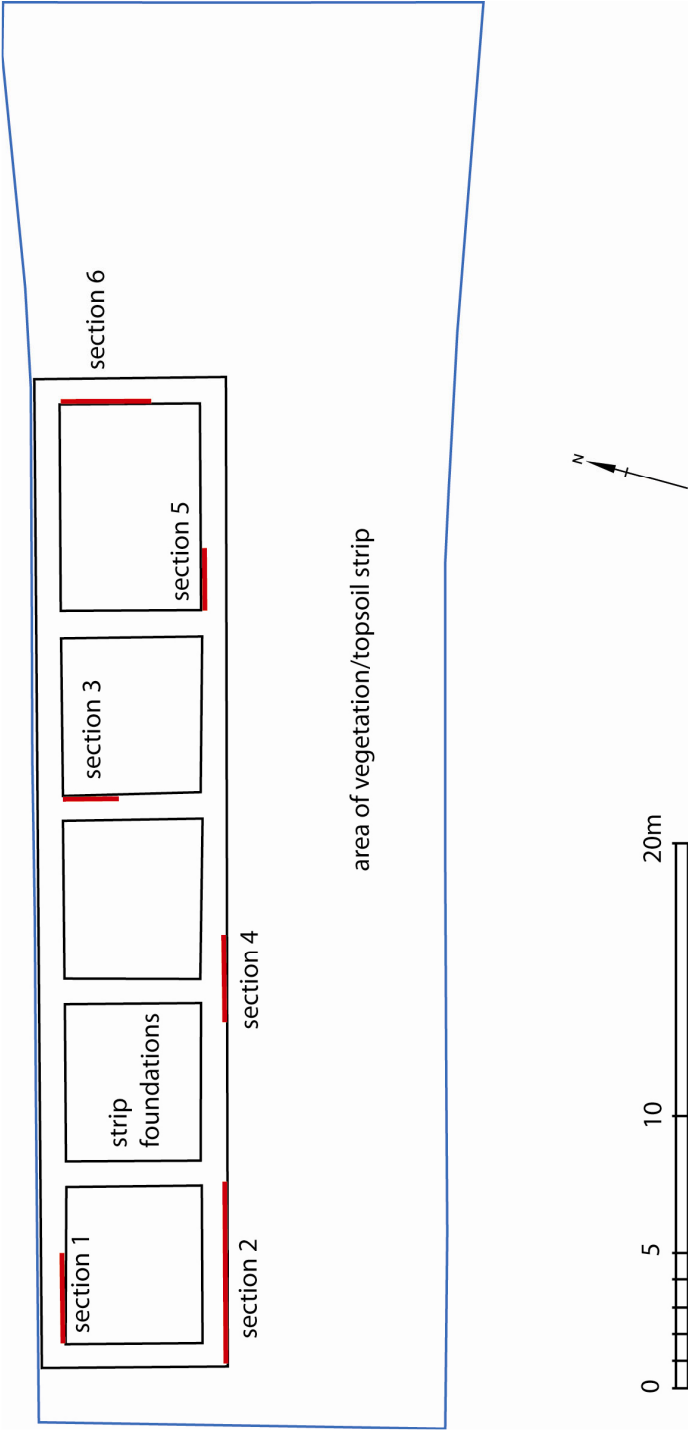 section 6
section 5
section 3
section 4
strip
foundations
section 1
section 2
area of vegetation/topsoil strip
N
0
5
10
20m